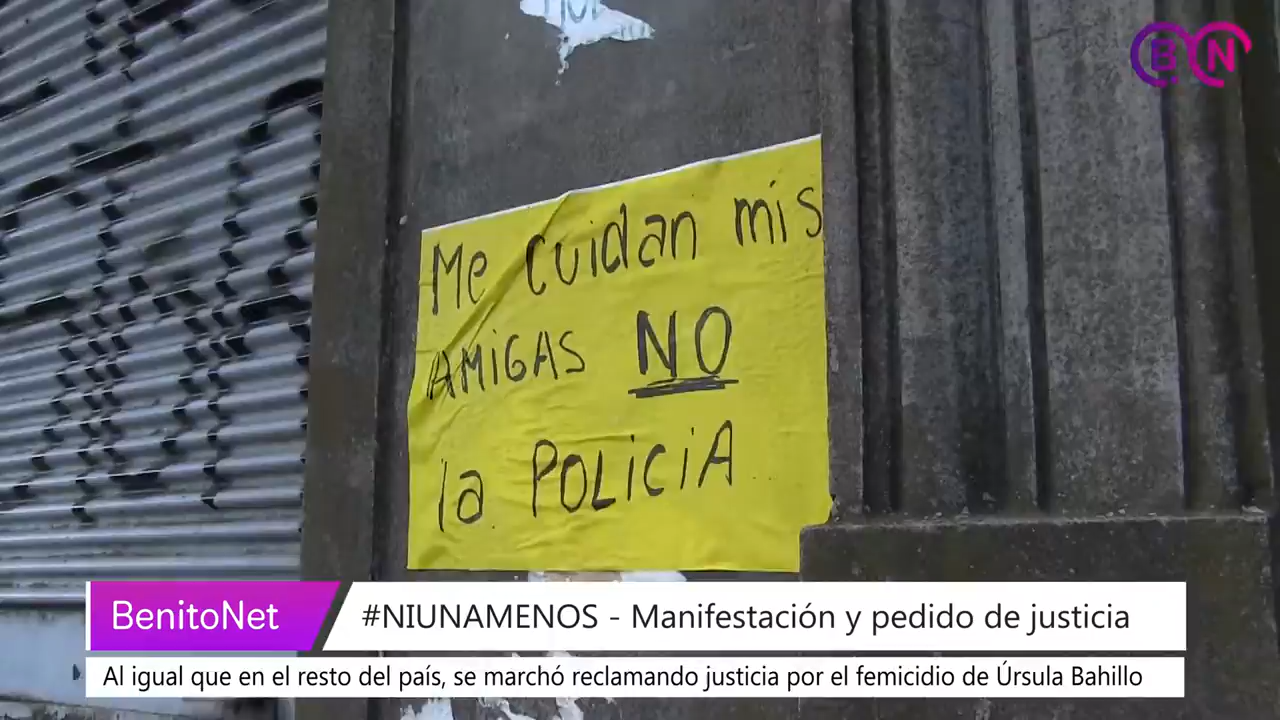 BN
Me cuidan mis
AMIGAS NO
la POLICIA
BenitoNet
#NIUNAMENOS - Manifestación y pedido de justicia
Al igual que en el resto del país, se marchó reclamando justicia por el femicidio de Úrsula Bahillo